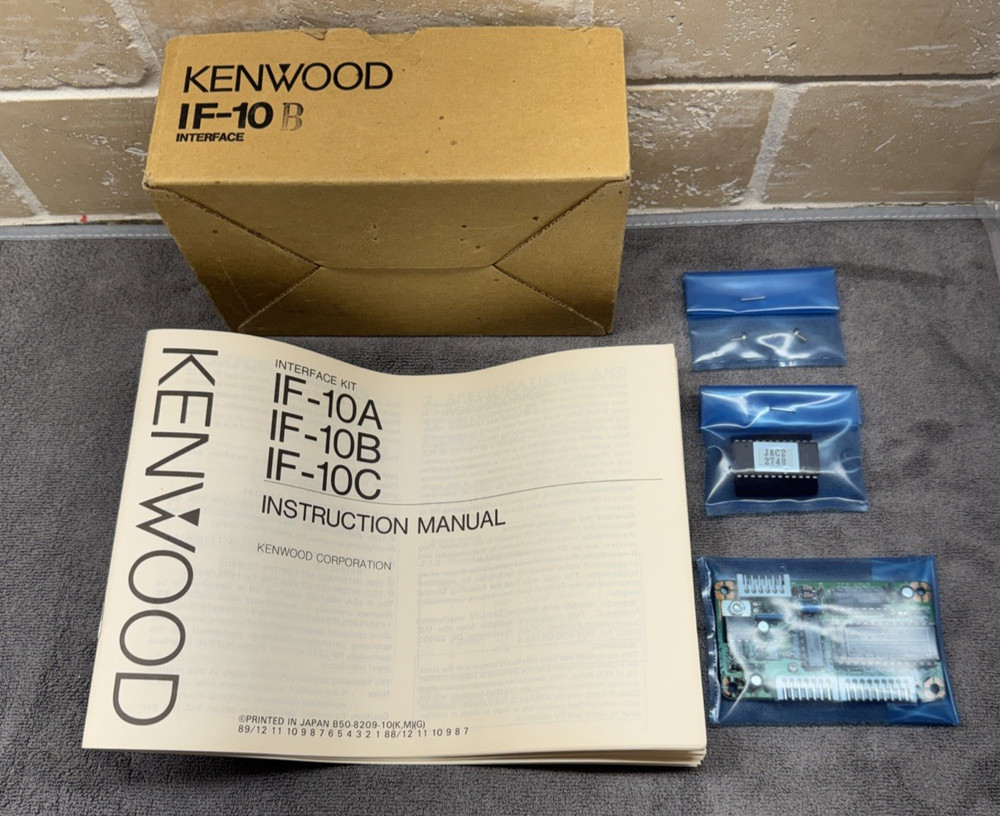 KENWOOD
IF-10 B
INTERFACE
KENWOOD
INTERFACE KIT
IF-10A
IF-10B
IF-10C
INSTRUCTION MANUAL
KENWOOD CORPORATION
©PRINTED IN JAPAN B50-8209-10(K,M)(G)
89/12 11 10 9 8 7 6 5 4 3 2 1 88/12 11 10 9 8 7
JAC2
2740